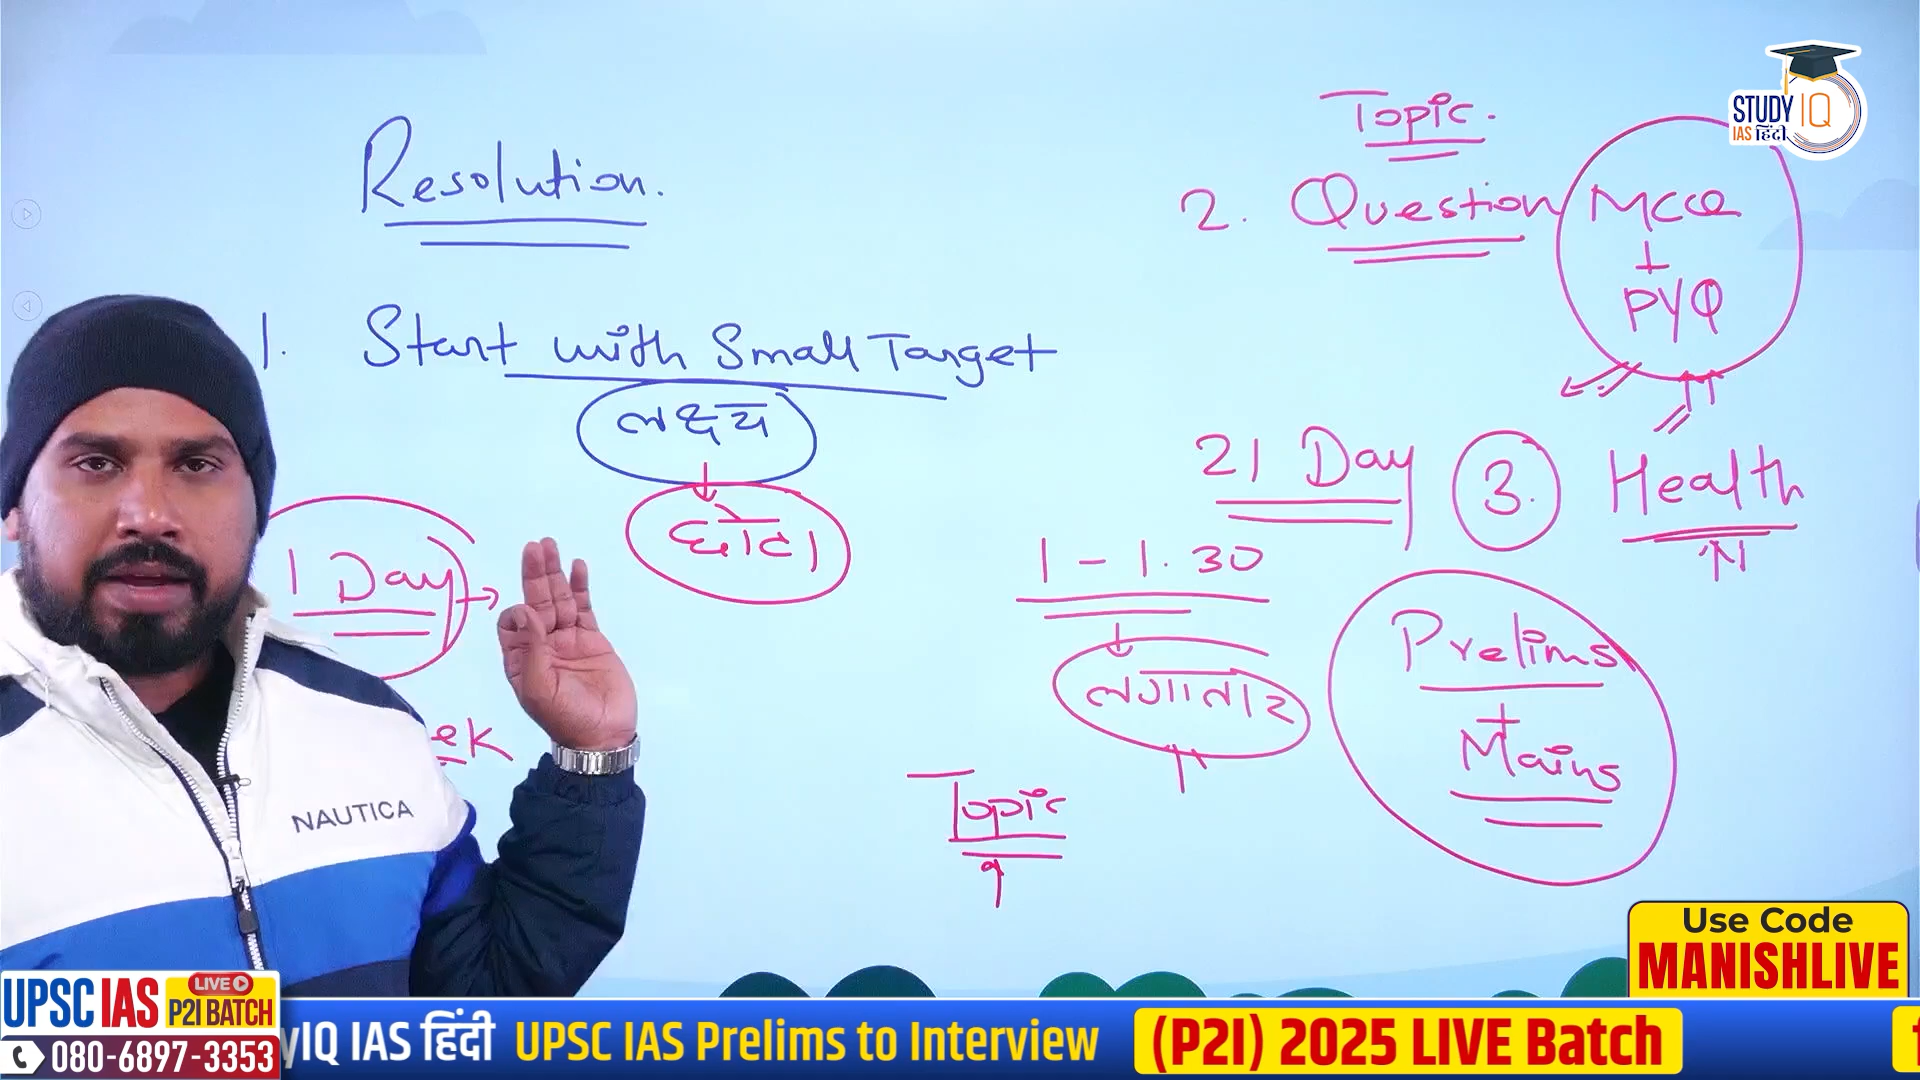 STUDY IQ
IAS हिंदी
Resolution.
1. Start with Small Target
लक्ष्य
छोटा
1 Day
ek
Topic.
2. Question MCQ
+
PYQ
21 Day
3. Health
1 - 1.30
लगातार
Prelims
+
Mains
Topic
NAUTICA
Use Code
MANISHLIVE
UPSC IAS
LIVE
P2I BATCH
080-6897-3353
yIQ IAS हिंदी UPSC IAS Prelims to Interview (P2I) 2025 LIVE Batch